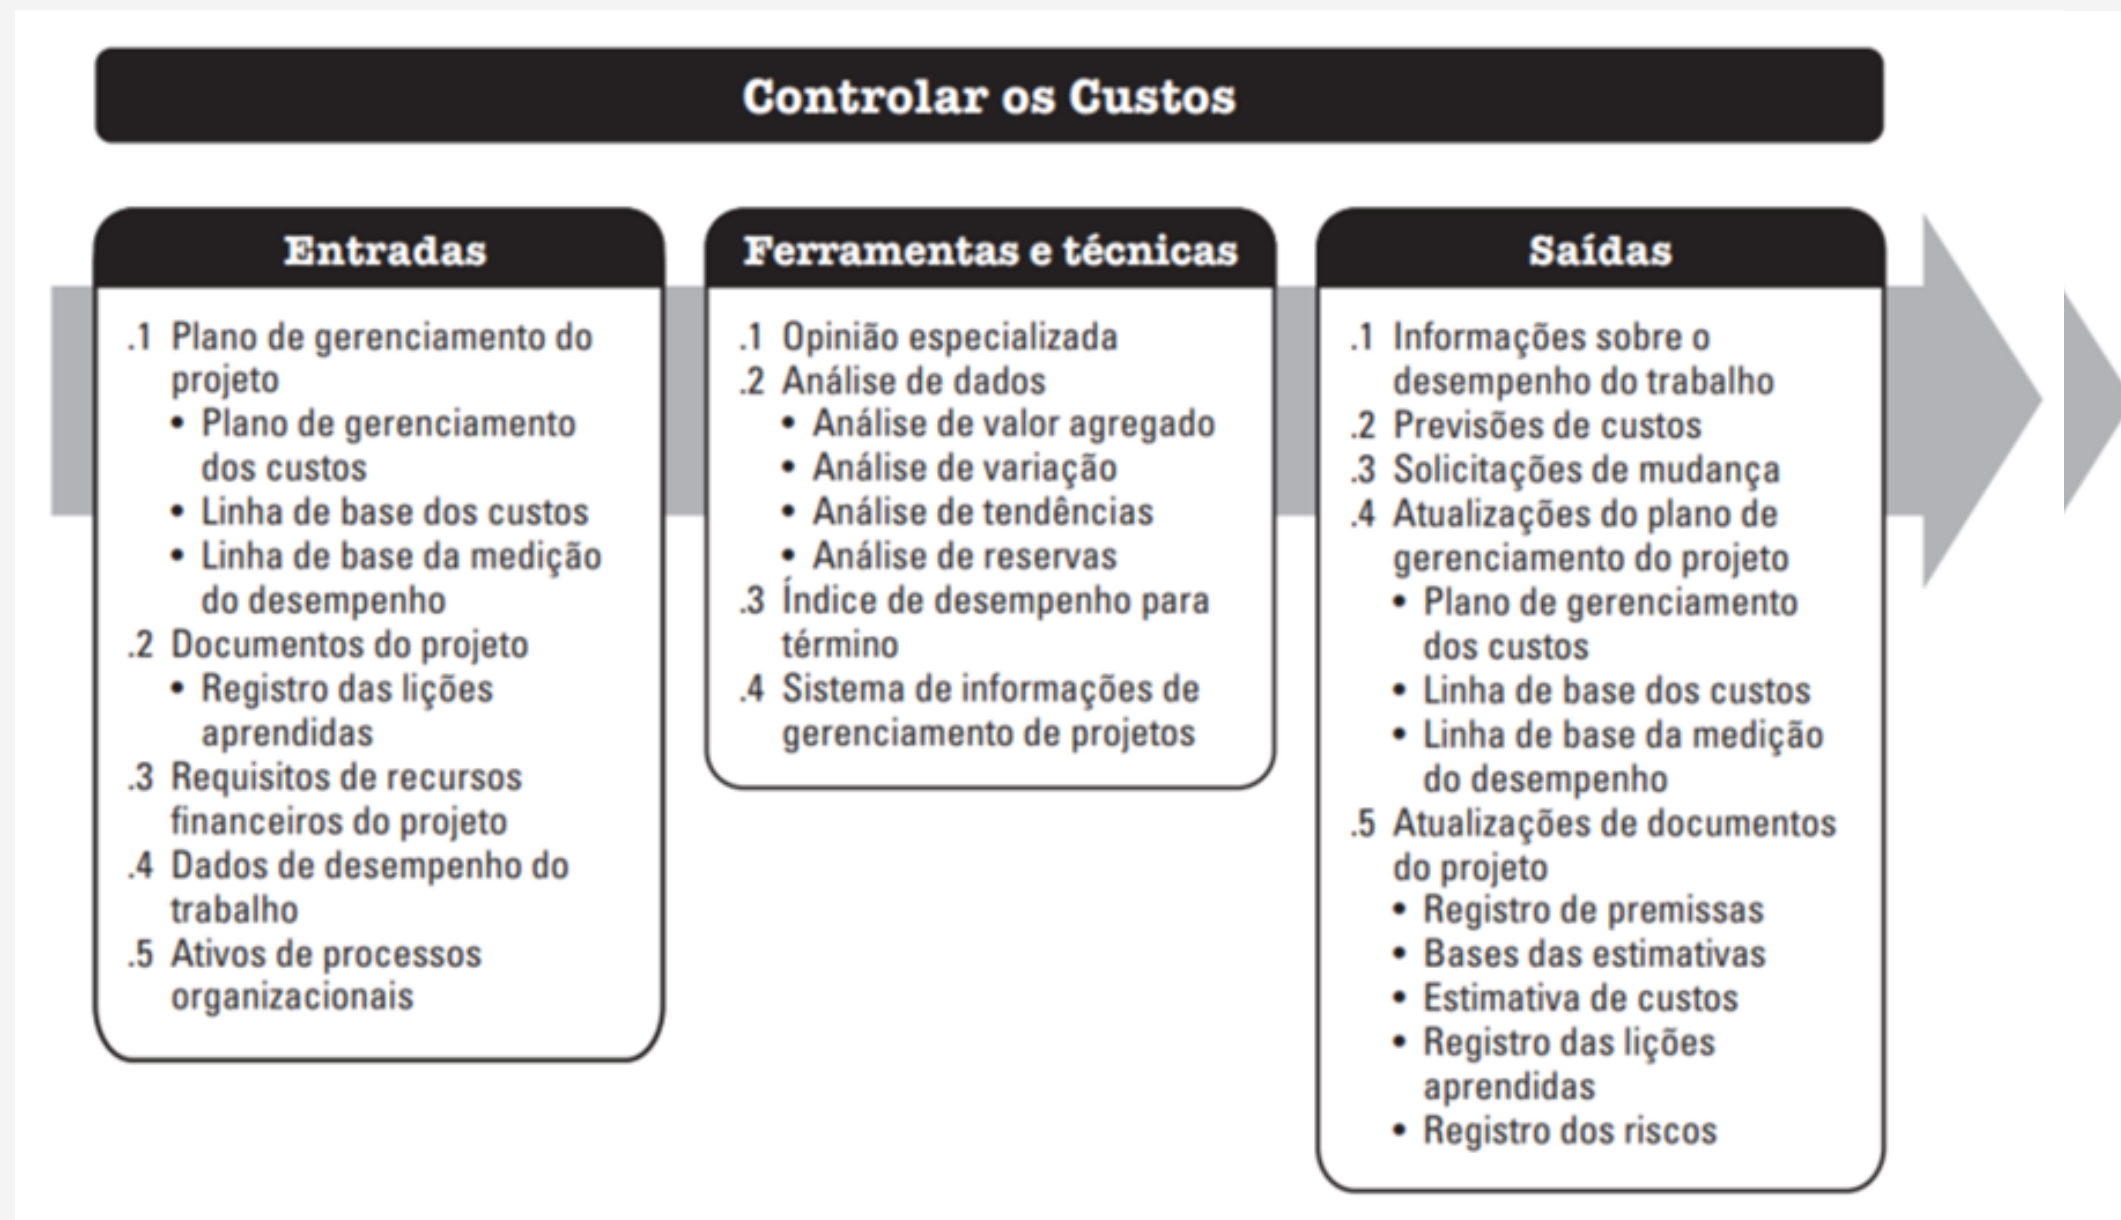 Controlar os Custos
Entradas
.1 Plano de gerenciamento do
projeto
• Plano de gerenciamento
dos custos
• Linha de base dos custos
• Linha de base da medição
do desempenho
.2 Documentos do projeto
• Registro das lições
aprendidas
.3 Requisitos de recursos
financeiros do projeto
.4 Dados de desempenho do
trabalho
.5 Ativos de processos
organizacionais
Ferramentas e técnicas
.1 Opinião especializada
.2 Análise de dados
• Análise de valor agregado
• Análise de variação
• Análise de tendências
• Análise de reservas
.3 Índice de desempenho para
término
.4 Sistema de informações de
gerenciamento de projetos
Saídas
.1 Informações sobre o
desempenho do trabalho
.2 Previsões de custos
.3 Solicitações de mudança
.4 Atualizações do plano de
gerenciamento do projeto
• Plano de gerenciamento
dos custos
• Linha de base dos custos
• Linha de base da medição
do desempenho
.5 Atualizações de documentos
do projeto
• Registro de premissas
• Bases das estimativas
• Estimativa de custos
• Registro das lições
aprendidas
• Registro dos riscos